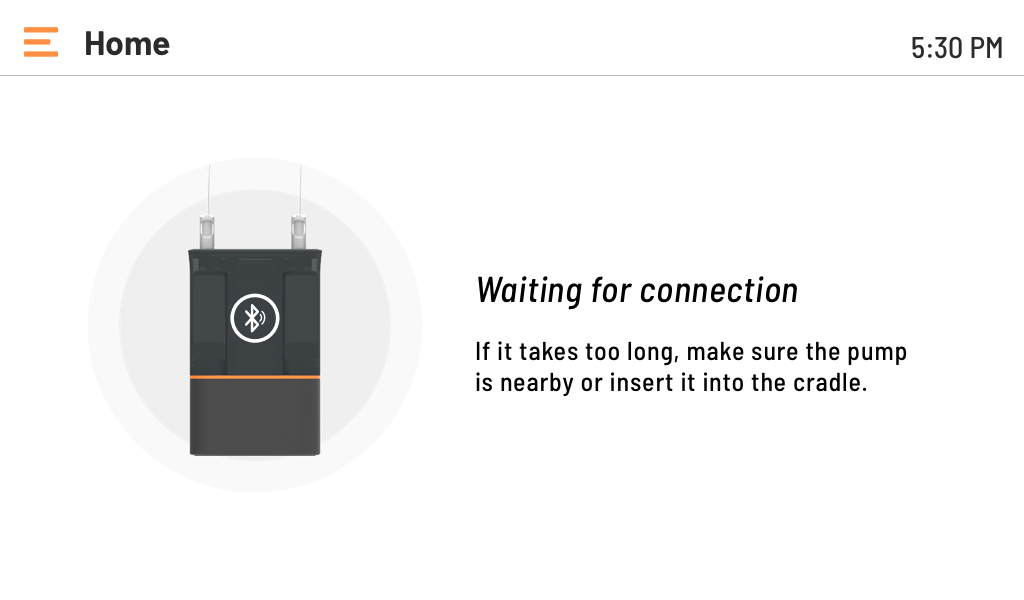 Home
5:30 PM
Waiting for connection
If it takes too long, make sure the pump
is nearby or insert it into the cradle.